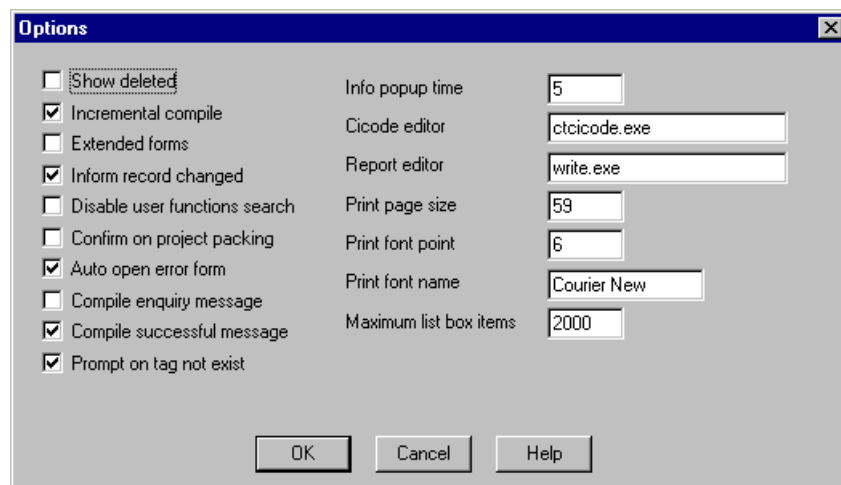 Options
Show deleted
Incremental compile
Extended forms
Inform record changed
Disable user functions search
Confirm on project packing
Auto open error form
Compile enquiry message
Compile successful message
Prompt on tag not exist
Info popup time 5
Cicode editor ctcicode.exe
Report editor write.exe
Print page size 59
Print font point 6
Print font name Courier New
Maximum list box items 2000
OK Cancel Help